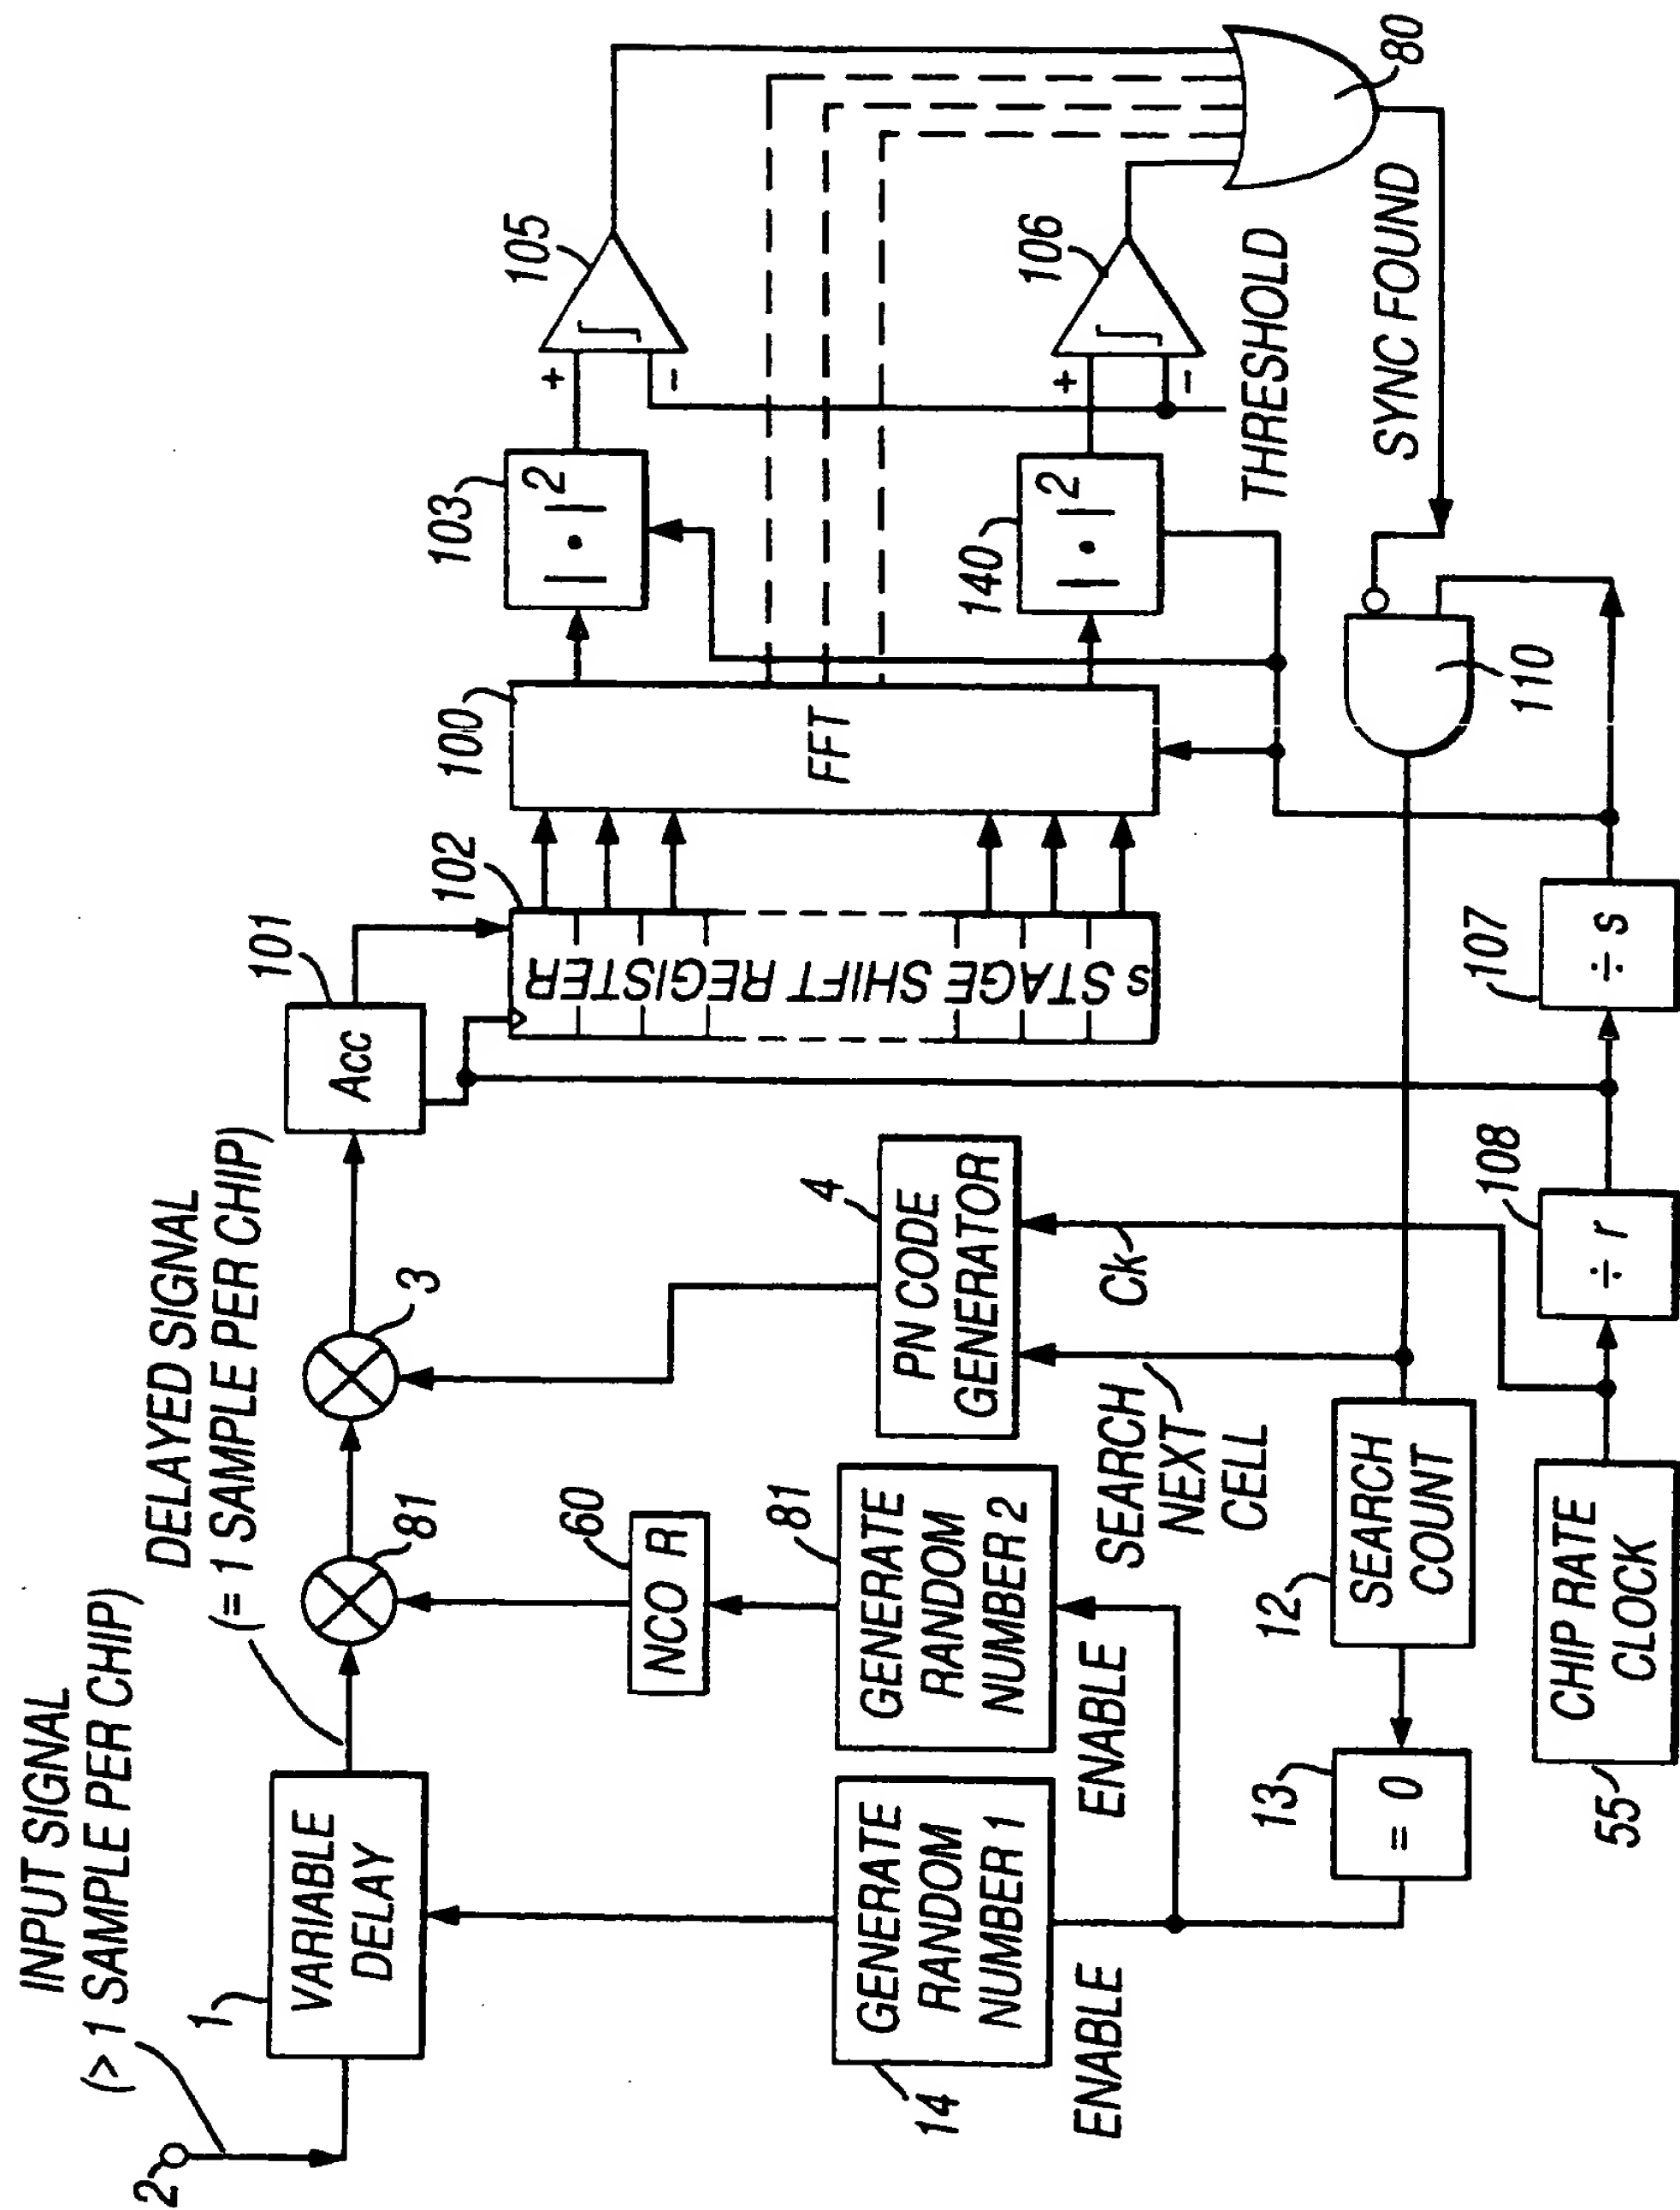 INPUT SIGNAL
(> 1 SAMPLE PER CHIP)
2
1
VARIABLE
DELAY
DELAYED SIGNAL
(= 1 SAMPLE PER CHIP)
81
3
101
Acc
102
s STAGE SHIFT REGISTER
100
FFT
103
| • |²
105
+
-
140
| • |²
106
+
-
THRESHOLD
80
SYNC FOUND
110
60
NCO R
14
GENERATE
RANDOM
NUMBER 1
ENABLE
81
GENERATE
RANDOM
NUMBER 2
ENABLE
4
PN CODE
GENERATOR
Ck
SEARCH
NEXT
CELL
13
= 0
12
SEARCH
COUNT
55
CHIP RATE
CLOCK
108
÷ r
107
÷ s